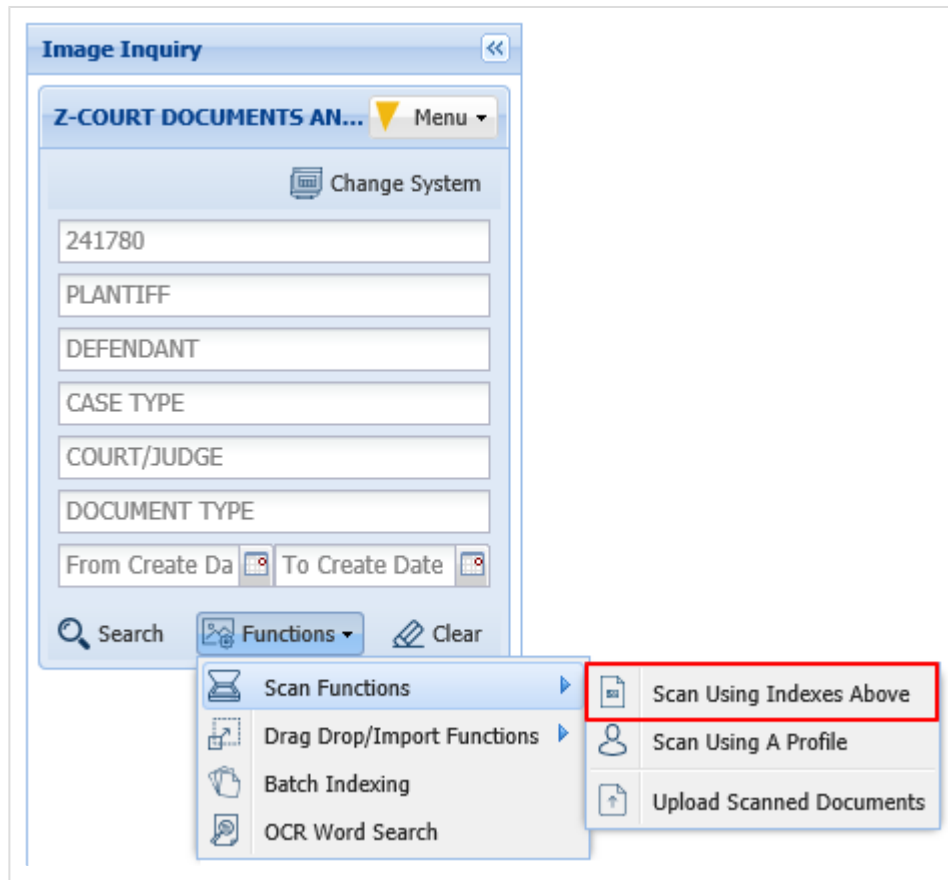 Image Inquiry
Z-COURT DOCUMENTS AN... Menu
Change System
241780
PLANTIFF
DEFENDANT
CASE TYPE
COURT/JUDGE
DOCUMENT TYPE
From Create Da To Create Date
Search Functions Clear
Scan Functions
Drag Drop/Import Functions
Batch Indexing
OCR Word Search
Scan Using Indexes Above
Scan Using A Profile
Upload Scanned Documents